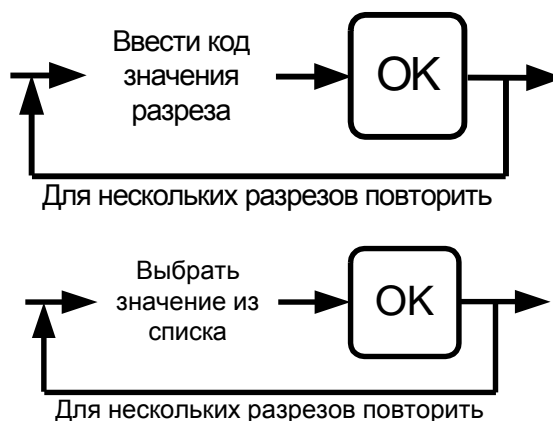 Ввести код
значения
разреза
OK
Для нескольких разрезов повторить
Выбрать
значение из
списка
OK
Для нескольких разрезов повторить